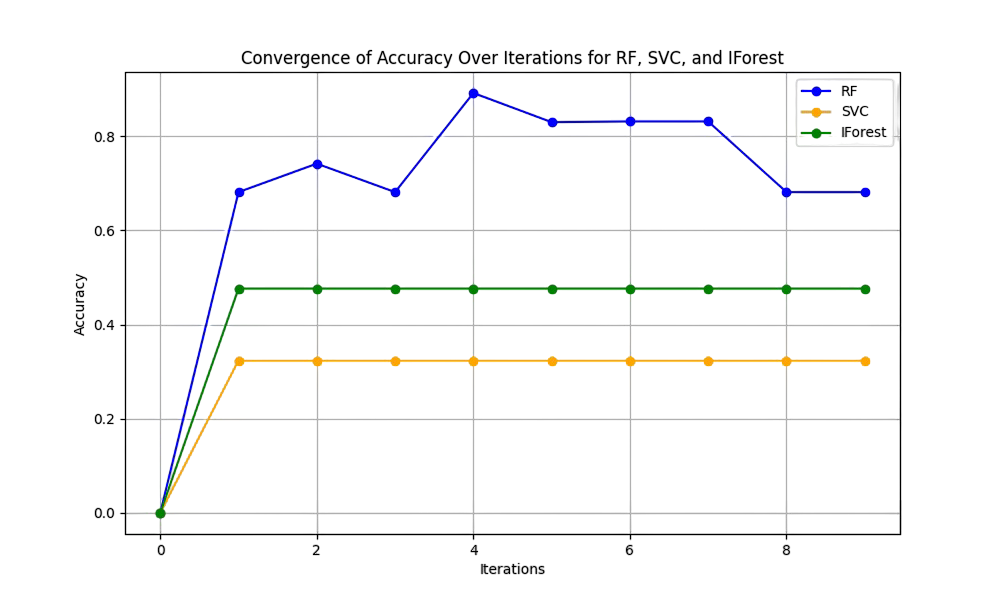 Convergence of Accuracy Over Iterations for RF, SVC, and IForest
RF
SVC
IForest
0.8
0.6
0.4
0.2
0.0
Accuracy
0 2 4 6 8
Iterations